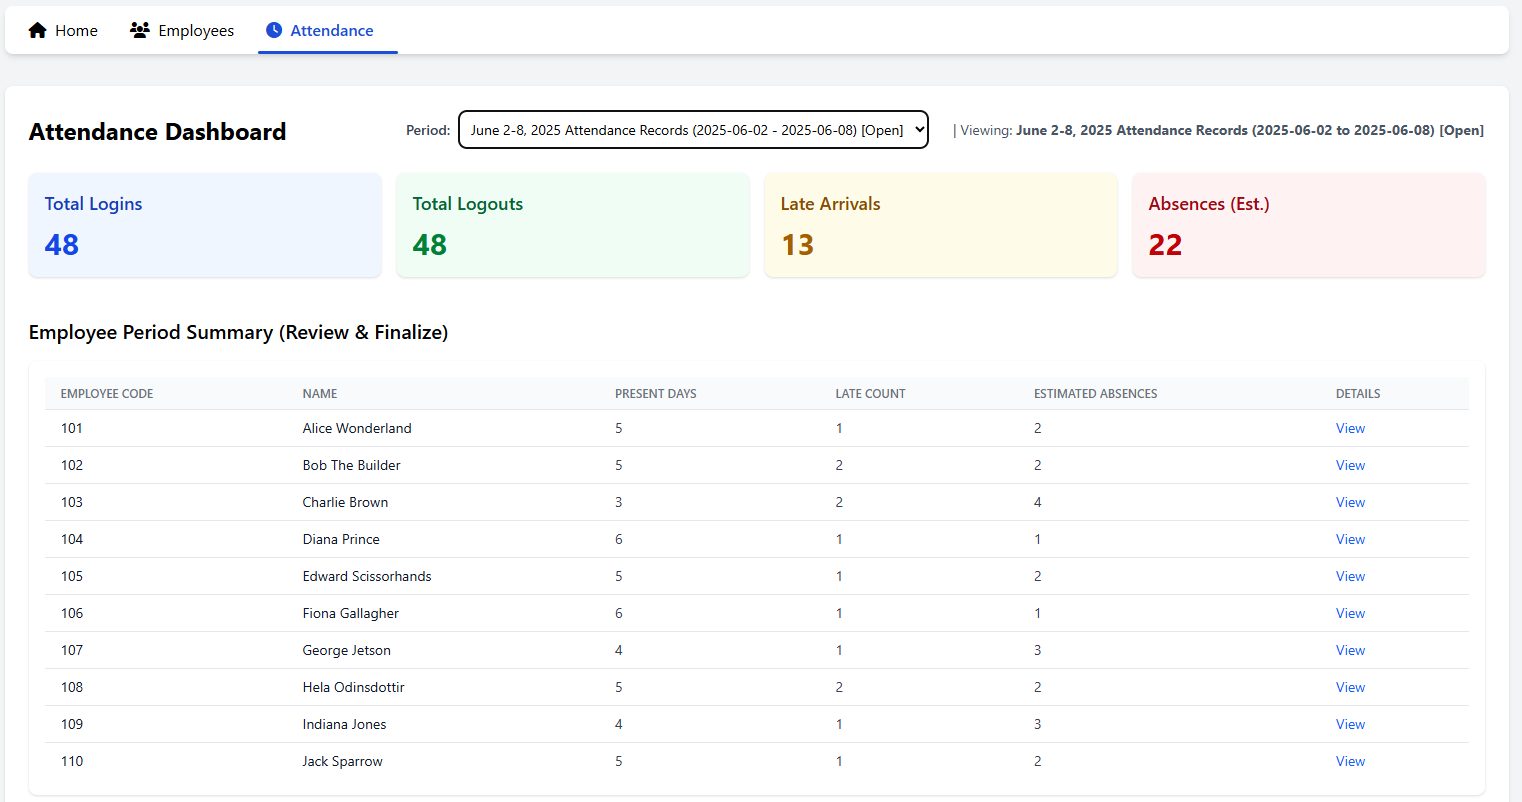 Home Employees Attendance
Attendance Dashboard Period: June 2-8, 2025 Attendance Records (2025-06-02 - 2025-06-08) [Open] | Viewing: June 2-8, 2025 Attendance Records (2025-06-02 to 2025-06-08) [Open]
Total Logins Total Logouts Late Arrivals Absences (Est.)
48 48 13 22
Employee Period Summary (Review & Finalize)
EMPLOYEE CODE NAME PRESENT DAYS LATE COUNT ESTIMATED ABSENCES DETAILS
101 Alice Wonderland 5 1 2 View
102 Bob The Builder 5 2 2 View
103 Charlie Brown 3 2 4 View
104 Diana Prince 6 1 1 View
105 Edward Scissorhands 5 1 2 View
106 Fiona Gallagher 6 1 1 View
107 George Jetson 4 1 3 View
108 Hela Odinsdottir 5 2 2 View
109 Indiana Jones 4 1 3 View
110 Jack Sparrow 5 1 2 View